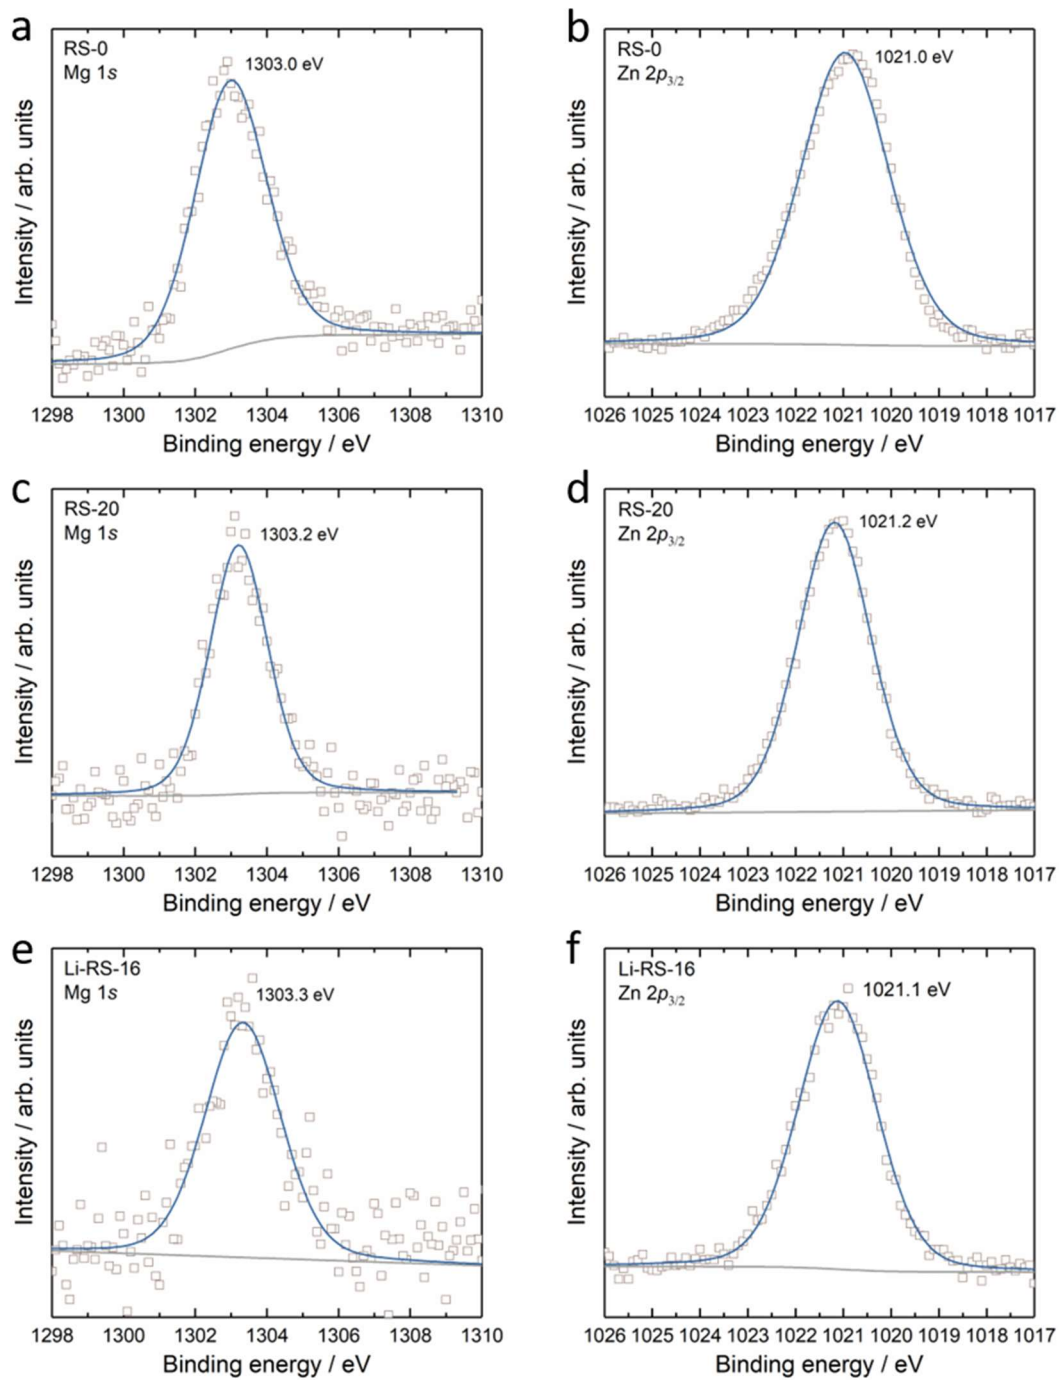 a
RS-0
Mg 1s
1303.0 eV
Intensity / arb. units
1298 1300 1302 1304 1306 1308 1310
Binding energy / eV
b
RS-0
Zn 2p3/2
1021.0 eV
Intensity / arb. units
1026 1025 1024 1023 1022 1021 1020 1019 1018 1017
Binding energy / eV
c
RS-20
Mg 1s
1303.2 eV
Intensity / arb. units
1298 1300 1302 1304 1306 1308 1310
Binding energy / eV
d
RS-20
Zn 2p3/2
1021.2 eV
Intensity / arb. units
1026 1025 1024 1023 1022 1021 1020 1019 1018 1017
Binding energy / eV
e
Li-RS-16
Mg 1s
1303.3 eV
Intensity / arb. units
1298 1300 1302 1304 1306 1308 1310
Binding energy / eV
f
Li-RS-16
Zn 2p3/2
1021.1 eV
Intensity / arb. units
1026 1025 1024 1023 1022 1021 1020 1019 1018 1017
Binding energy / eV